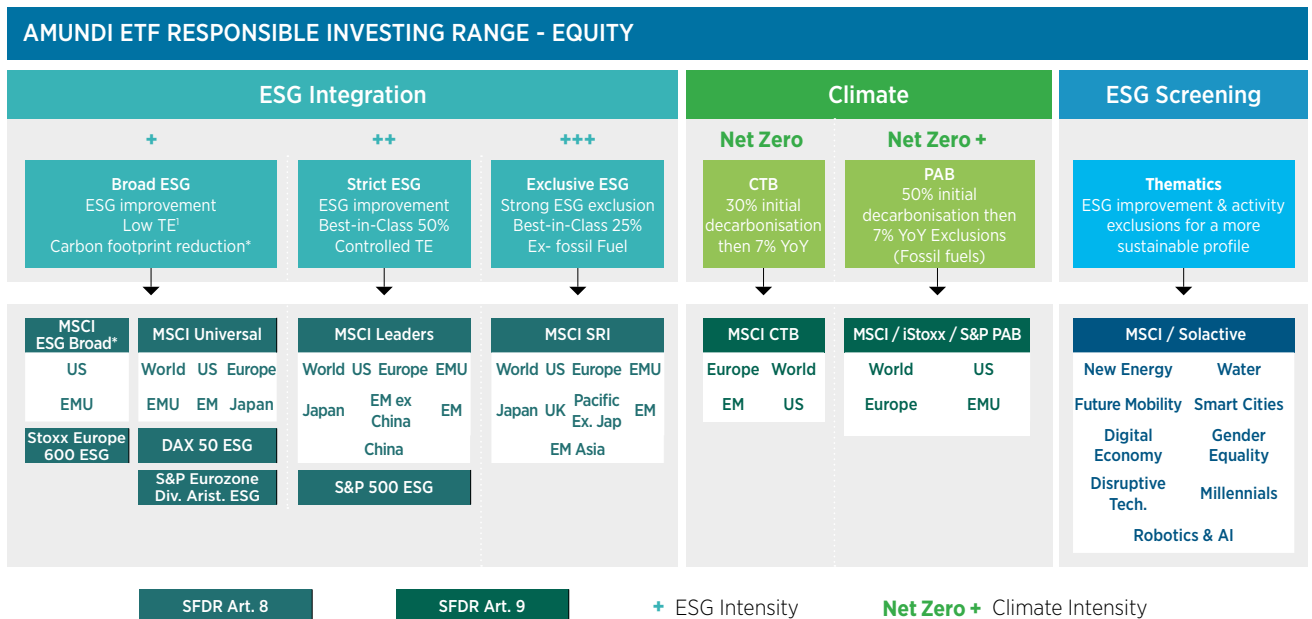 AMUNDI ETF RESPONSIBLE INVESTING RANGE - EQUITY
ESG Integration
+
++
+++
Broad ESG
ESG improvement
Low TE¹
Carbon footprint reduction*
Strict ESG
ESG improvement
Best-in-Class 50%
Controlled TE
Exclusive ESG
Strong ESG exclusion
Best-in-Class 25%
Ex- fossil Fuel
MSCI
ESG Broad*
US
EMU
Stoxx Europe
600 ESG
MSCI Universal
World US Europe
EMU EM Japan
DAX 50 ESG
S&P Eurozone
Div. Arist. ESG
MSCI Leaders
World US Europe EMU
Japan EM ex
China EM
China
S&P 500 ESG
MSCI SRI
World US Europe EMU
Japan UK Pacific
Ex. Jap EM
EM Asia
Climate
Net Zero
Net Zero +
CTB
30% initial
decarbonisation
then 7% YoY
PAB
50% initial
decarbonisation then
7% YoY Exclusions
(Fossil fuels)
MSCI CTB
Europe World
EM US
MSCI / iStoxx / S&P PAB
World US
Europe EMU
ESG Screening
Thematics
ESG improvement & activity
exclusions for a more
sustainable profile
MSCI / Solactive
New Energy Water
Future Mobility Smart Cities
Digital
Economy
Gender
Equality
Disruptive
Tech.
Millennials
Robotics & AI
SFDR Art. 8
SFDR Art. 9
+ ESG Intensity
Net Zero + Climate Intensity